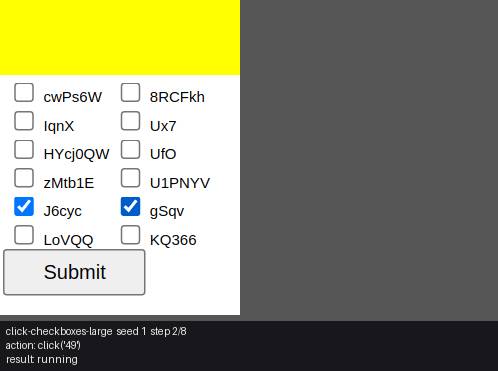 cwPs6W 8RCFkh
IqnX Ux7
HYcj0QW UfO
zMtb1E U1PNYV
J6cyc gSqv
LoVQQ KQ366
Submit
click-checkboxes-large seed 1 step 2/8
action: click('49')
result: running